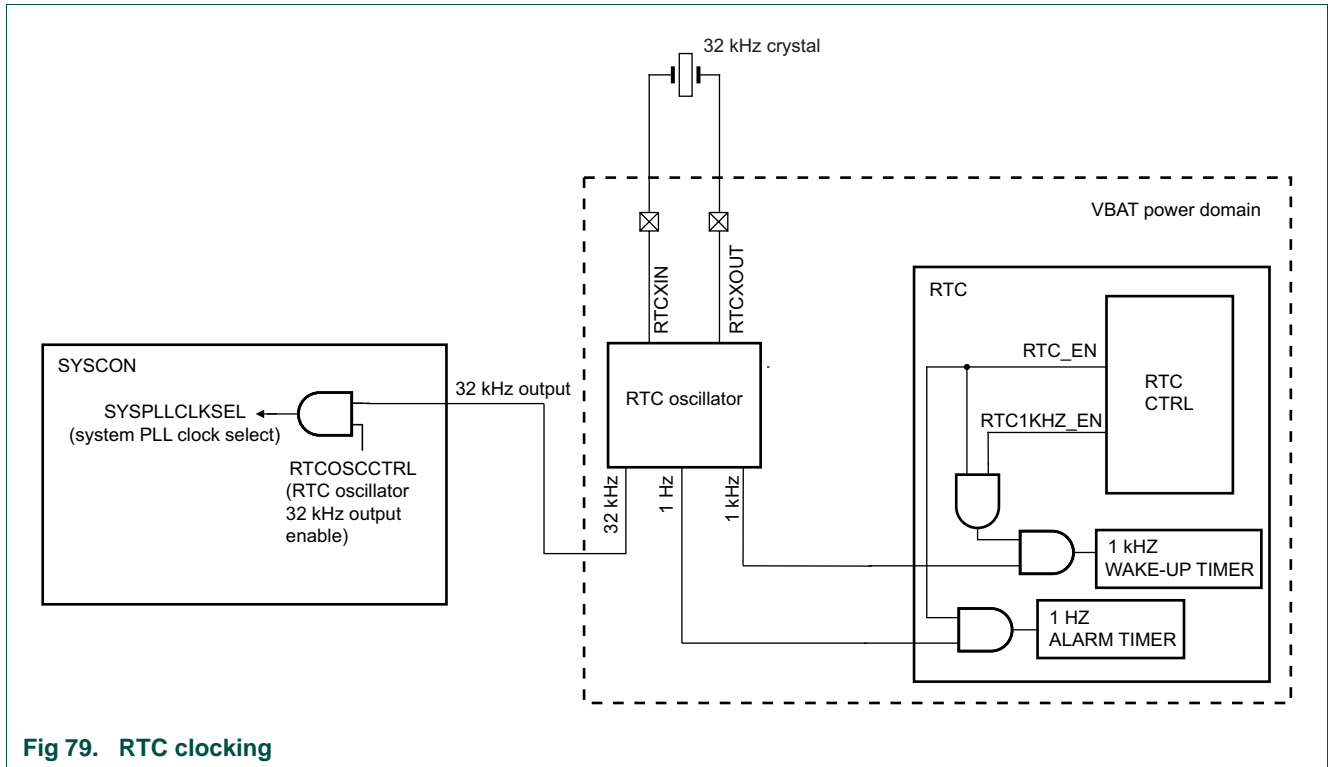 32 kHz crystal
VBAT power domain
RTCXIN
RTCXOUT
RTC
SYSCON
RTC_EN
32 kHz output
RTC oscillator
RTC
CTRL
SYSPLLCLKSEL
(system PLL clock select)
RTC1KHZ_EN
RTCOSCCTRL
(RTC oscillator
32 kHz output
enable)
32 kHz
1 Hz
1 kHz
1 kHZ
WAKE-UP TIMER
1 HZ
ALARM TIMER
Fig 79. RTC clocking